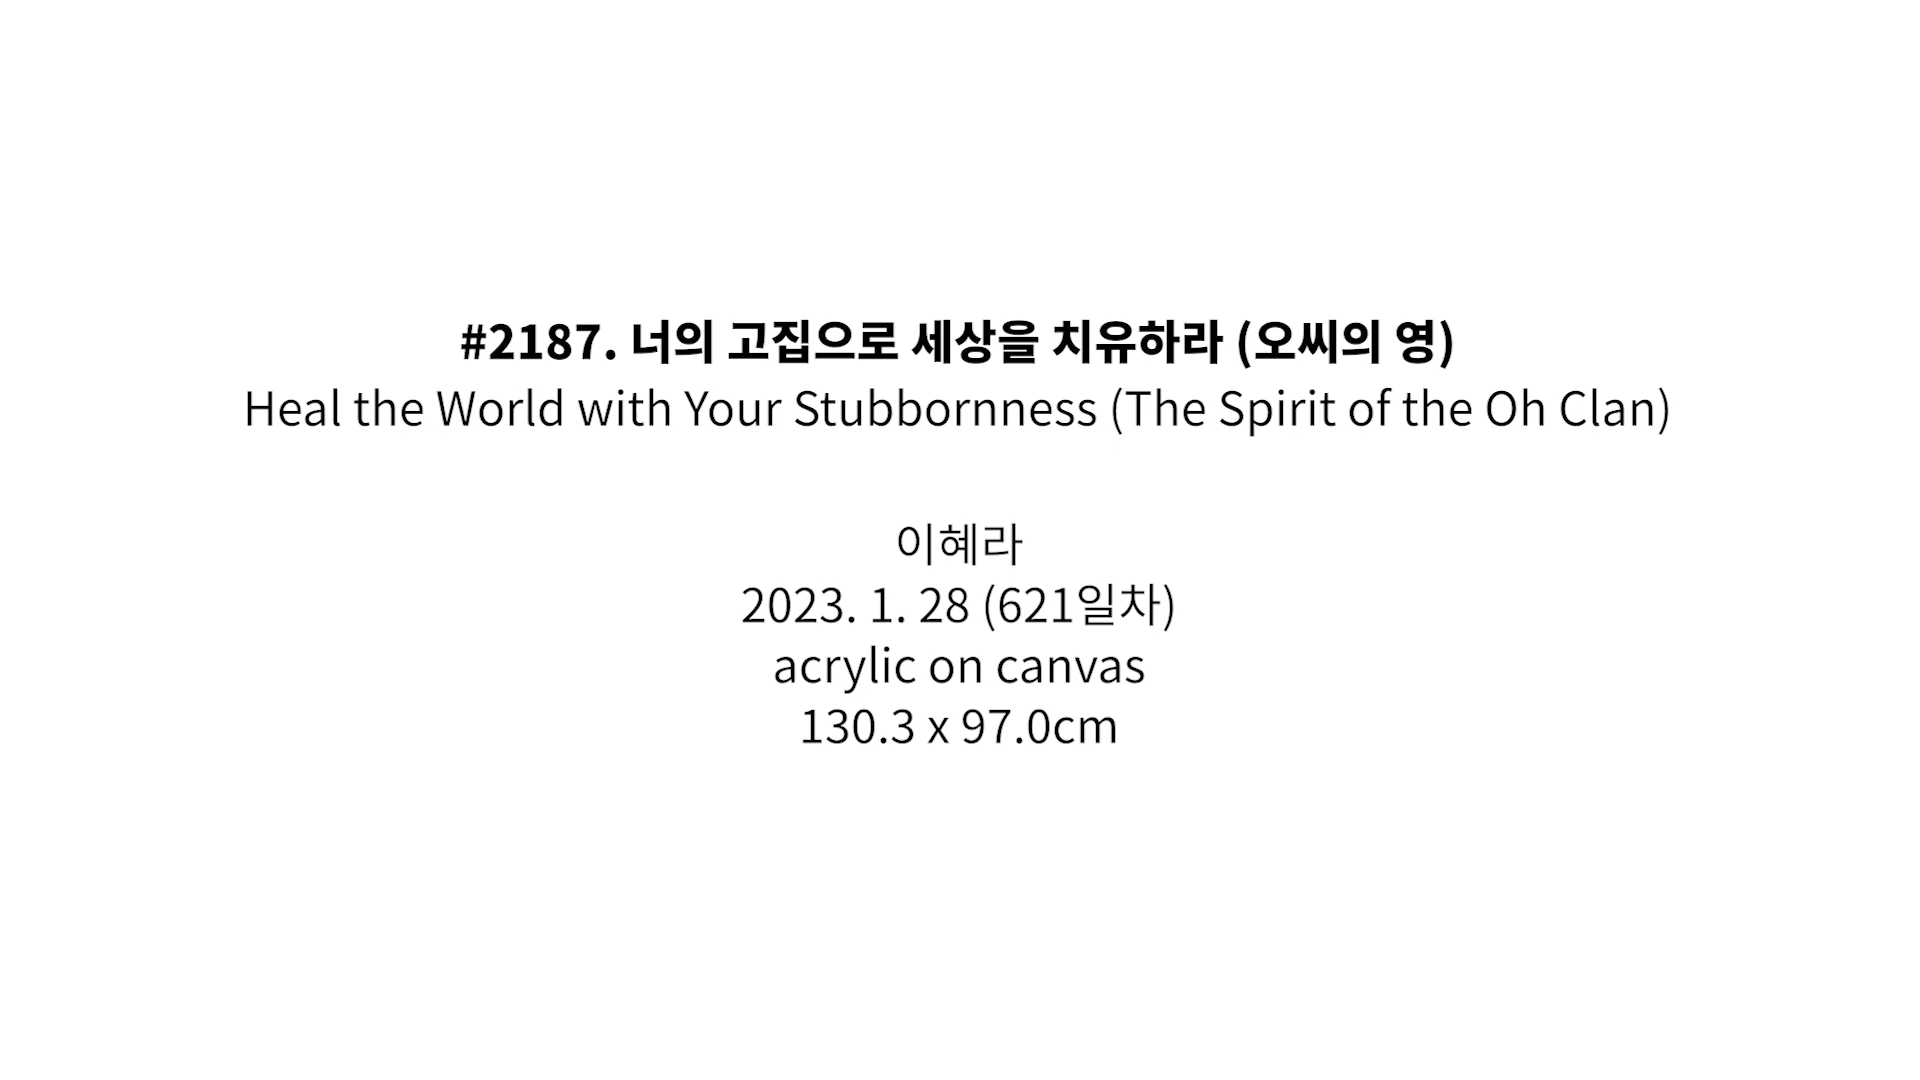 #2187. 너의 고집으로 세상을 치유하라 (오씨의 영)
Heal the World with Your Stubbornness (The Spirit of the Oh Clan)
이혜라
2023. 1. 28 (621일차)
acrylic on canvas
130.3 x 97.0cm